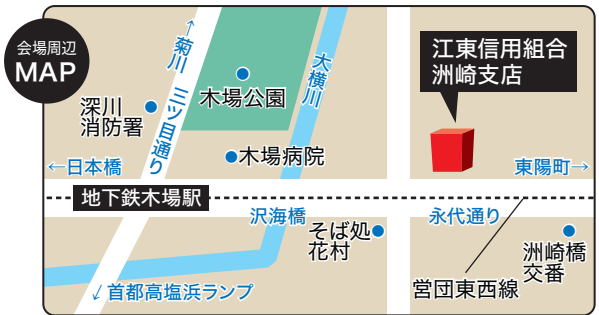 会場周辺
MAP
←菊川
三ツ目通り
大横川
江東信用組合
洲崎支店
木場公園
深川
消防署
木場病院
←日本橋
東陽町→
地下鉄木場駅
沢海橋
永代通り
そば処
花村
洲崎橋
交番
営団東西線
↙首都高塩浜ランプ